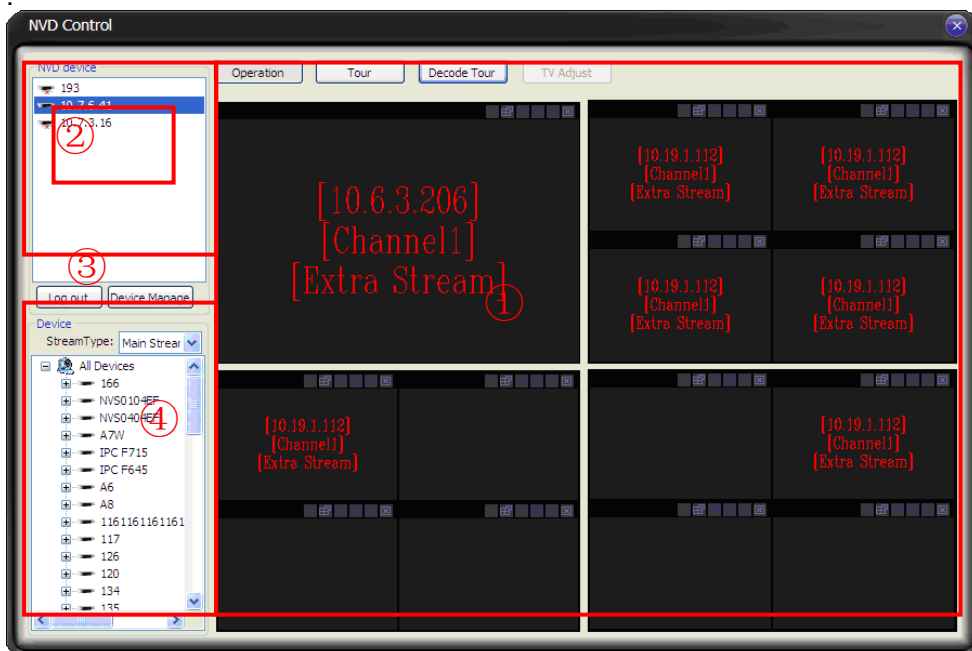 NVD Control
NVD device
193
10.7.6.41
10.7.3.16
②
③
Log out
Device Manage
Device
StreamType:
Main Strear
All Devices
166
NVS0104EF
NVS0404EF
④
A7W
IPC F715
IPC F645
A6
A8
1161161161161
117
126
120
134
135
Operation
Tour
Decode Tour
TV Adjust
[10.6.3.206]
[Channel1]
[Extra Stream]
①
[10.19.1.112]
[Channel1]
[Extra Stream]
[10.19.1.112]
[Channel1]
[Extra Stream]
[10.19.1.112]
[Channel1]
[Extra Stream]
[10.19.1.112]
[Channel1]
[Extra Stream]
[10.19.1.112]
[Channel1]
[Extra Stream]
[10.19.1.112]
[Channel1]
[Extra Stream]